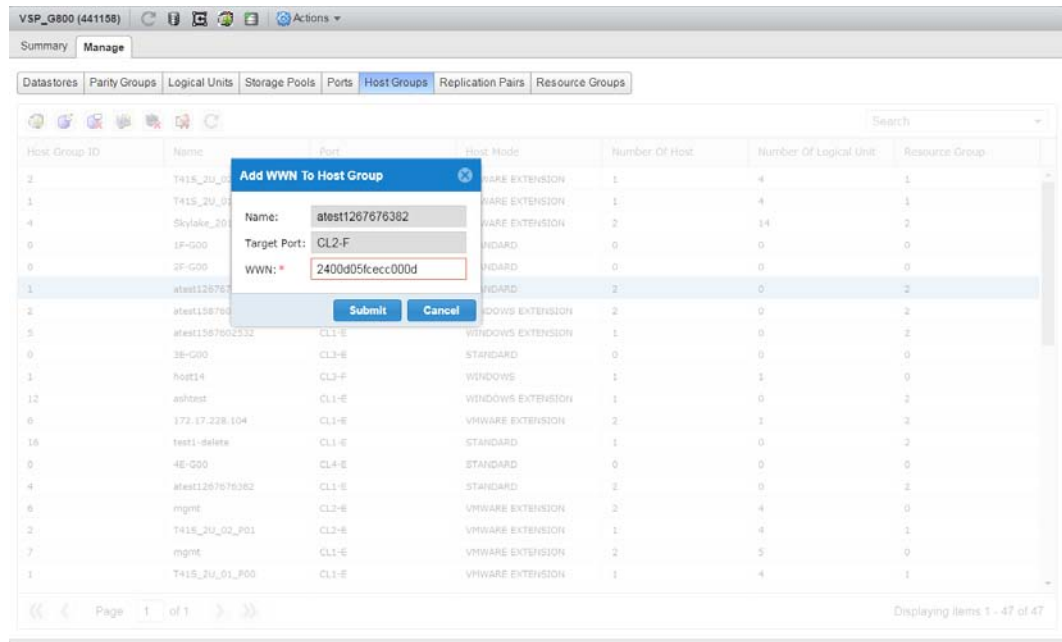 VSP_G800 (441158) Actions
Summary Manage
Datastores Parity Groups Logical Units Storage Pools Ports Host Groups Replication Pairs Resource Groups
Search
Host Group ID Name Port Host Mode Number Of Host Number Of Logical Unit Resource Group
2 T41S_2U_0 WARE EXTENSION 1 4 1
1 T41S_2U_01 WARE EXTENSION 1 4 1
4 Skylake_201 WARE EXTENSION 2 14 2
0 1F-G00 NDARD 0 0 0
0 2F-G00 NDARD 0 0 0
1 atest126767 NDARD 2 0 2
2 atest158760 DOWS EXTENSION 2 0 2
5 atest1587602532 CL1-E WINDOWS EXTENSION 1 0 2
0 3E-G00 CL3-E STANDARD 0 0 0
1 host14 CL3-F WINDOWS 1 1 0
12 ashtest CL1-E WINDOWS EXTENSION 1 0 2
6 172.17.228.104 CL1-E VMWARE EXTENSION 2 1 2
16 test1-delete CL1-E STANDARD 1 0 2
0 4E-G00 CL4-E STANDARD 0 0 0
4 atest1267676382 CL1-E STANDARD 2 0 2
6 mgmt CL2-E VMWARE EXTENSION 2 4 0
2 T41S_2U_02_P01 CL2-E VMWARE EXTENSION 1 4 1
7 mgmt CL1-E VMWARE EXTENSION 2 5 0
1 T41S_2U_01_P00 CL1-E VMWARE EXTENSION 1 4 1
Add WWN To Host Group
Name: atest1267676382
Target Port: CL2-F
WWN: * 2400d05fcecc000d
Submit Cancel
Page 1 of 1 Displaying items 1 - 47 of 47